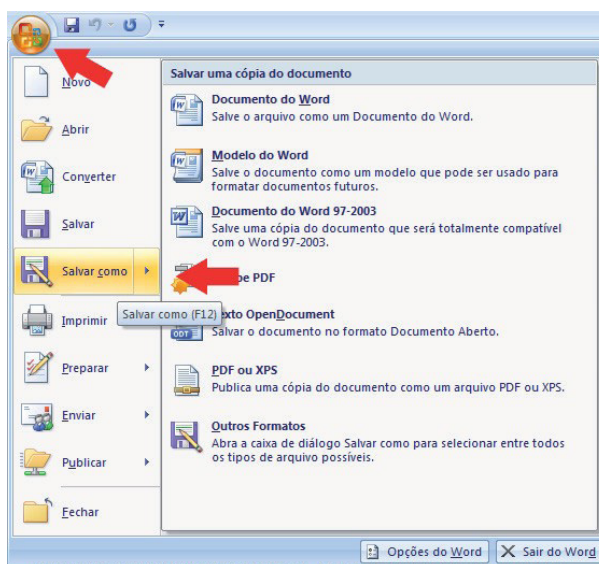 Novo
Abrir
Converter
Salvar
Salvar como
Imprimir
Preparar
Enviar
Publicar
Fechar
Salvar como (F12)
Salvar uma cópia do documento
Documento do Word
Salve o arquivo como um Documento do Word.
Modelo do Word
Salve o documento como um modelo que pode ser usado para
formatar documentos futuros.
Documento do Word 97-2003
Salve uma cópia do documento que será totalmente compatível
com o Word 97-2003.
PDF
OpenDocument
ODT
Salvar o documento no formato Documento Aberto.
PDF ou XPS
Publica uma cópia do documento como um arquivo PDF ou XPS.
Outros Formatos
Abra a caixa de diálogo Salvar como para selecionar entre todos
os tipos de arquivo possíveis.
Opções do Word
Sair do Word